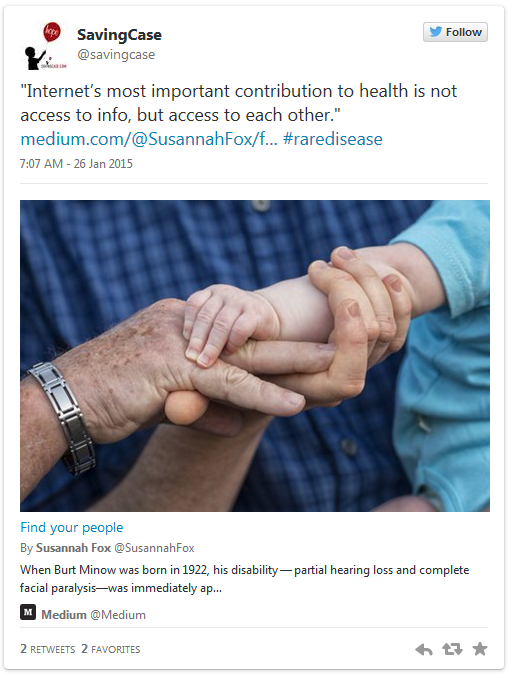 hope
SAVINGCASE.COM
SavingCase
@savingcase
Follow
"Internet's most important contribution to health is not
access to info, but access to each other."
medium.com/@SusannahFox/f... #raredisease
7:07 AM - 26 Jan 2015
Find your people
By Susannah Fox @SusannahFox
When Burt Minow was born in 1922, his disability — partial hearing loss and complete
facial paralysis—was immediately ap...
M Medium @Medium
2 RETWEETS 2 FAVORITES